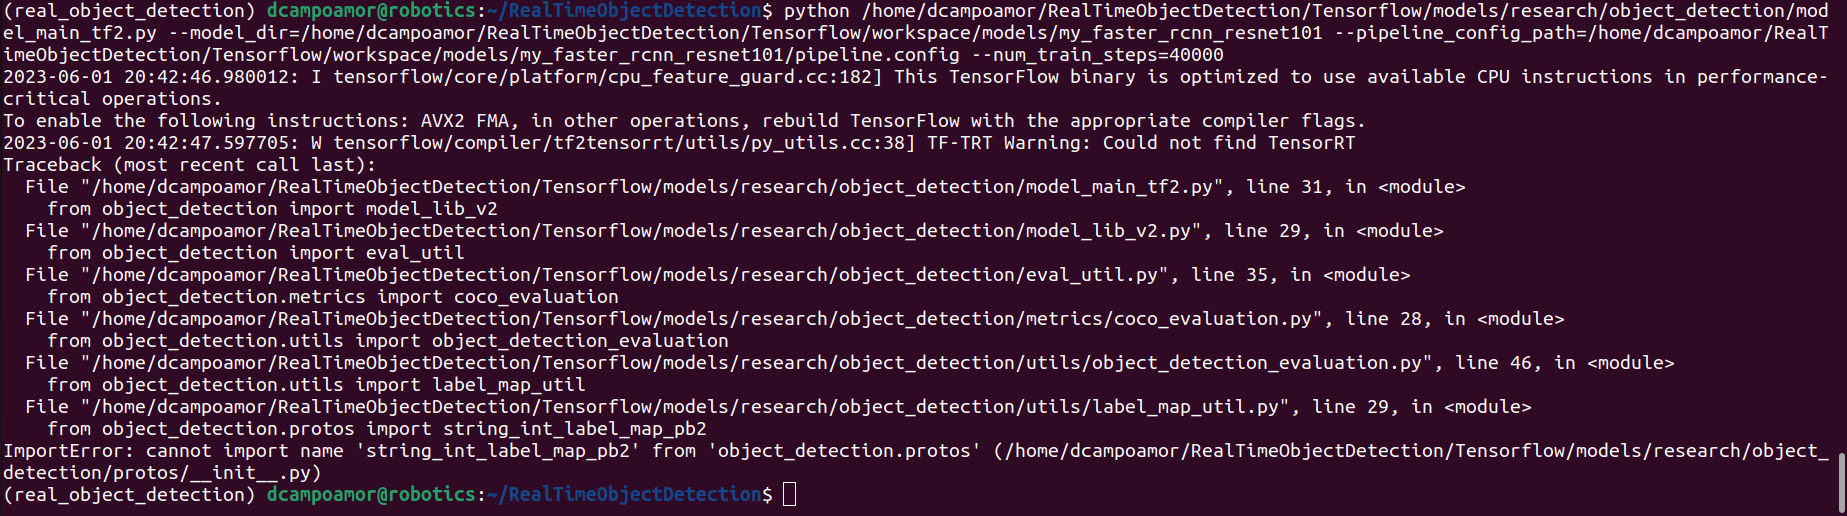 (real_object_detection) dcampoamor@robotics:~/RealTimeObjectDetection$ python /home/dcampoamor/RealTimeObjectDetection/Tensorflow/models/research/object_detection/mod
el_main_tf2.py --model_dir=/home/dcampoamor/RealTimeObjectDetection/Tensorflow/workspace/models/my_faster_rcnn_resnet101 --pipeline_config_path=/home/dcampoamor/RealT
imeObjectDetection/Tensorflow/workspace/models/my_faster_rcnn_resnet101/pipeline.config --num_train_steps=40000
2023-06-01 20:42:46.980012: I tensorflow/core/platform/cpu_feature_guard.cc:182] This TensorFlow binary is optimized to use available CPU instructions in performance-
critical operations.
To enable the following instructions: AVX2 FMA, in other operations, rebuild TensorFlow with the appropriate compiler flags.
2023-06-01 20:42:47.597705: W tensorflow/compiler/tf2tensorrt/utils/py_utils.cc:38] TF-TRT Warning: Could not find TensorRT
Traceback (most recent call last):
  File "/home/dcampoamor/RealTimeObjectDetection/Tensorflow/models/research/object_detection/model_main_tf2.py", line 31, in <module>
    from object_detection import model_lib_v2
  File "/home/dcampoamor/RealTimeObjectDetection/Tensorflow/models/research/object_detection/model_lib_v2.py", line 29, in <module>
    from object_detection import eval_util
  File "/home/dcampoamor/RealTimeObjectDetection/Tensorflow/models/research/object_detection/eval_util.py", line 35, in <module>
    from object_detection.metrics import coco_evaluation
  File "/home/dcampoamor/RealTimeObjectDetection/Tensorflow/models/research/object_detection/metrics/coco_evaluation.py", line 28, in <module>
    from object_detection.utils import object_detection_evaluation
  File "/home/dcampoamor/RealTimeObjectDetection/Tensorflow/models/research/object_detection/utils/object_detection_evaluation.py", line 46, in <module>
    from object_detection.utils import label_map_util
  File "/home/dcampoamor/RealTimeObjectDetection/Tensorflow/models/research/object_detection/utils/label_map_util.py", line 29, in <module>
    from object_detection.protos import string_int_label_map_pb2
ImportError: cannot import name 'string_int_label_map_pb2' from 'object_detection.protos' (/home/dcampoamor/RealTimeObjectDetection/Tensorflow/models/research/object_
detection/protos/__init__.py)
(real_object_detection) dcampoamor@robotics:~/RealTimeObjectDetection$